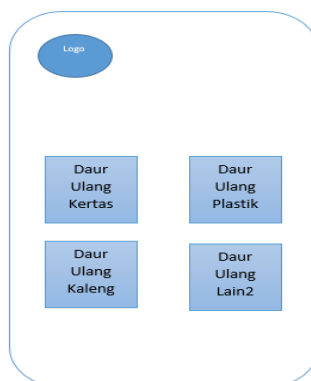 Logo
Daur
Ulang
Kertas
Daur
Ulang
Plastik
Daur
Ulang
Kaleng
Daur
Ulang
Lain2